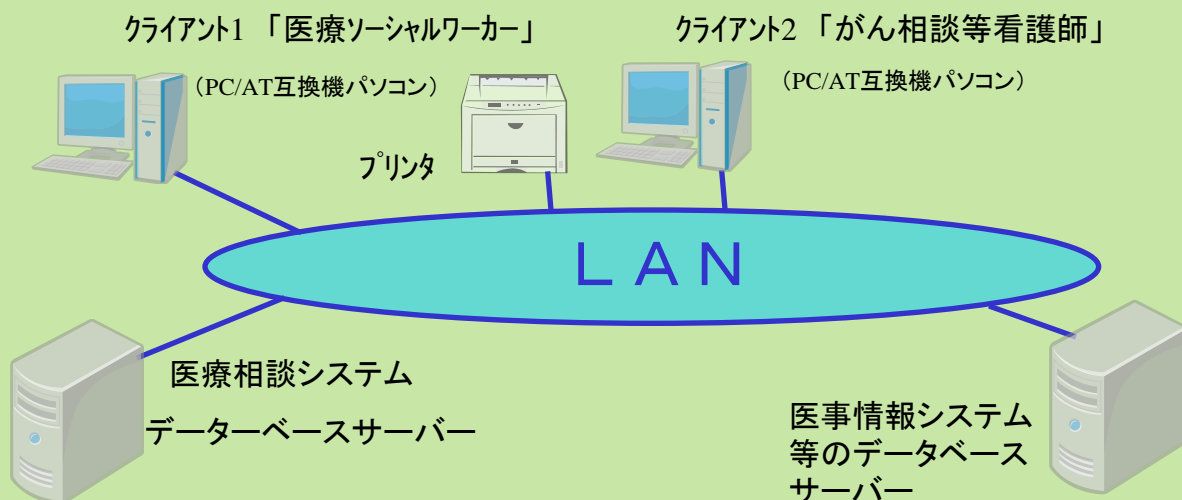 ｸﾗｲｱﾝﾄ1 「医療ｿｰｼｬﾙﾜｰｶｰ」
ｸﾗｲｱﾝﾄ2 「がん相談等看護師」
（PC/AT互換機パソコン）
（PC/AT互換機パソコン）
ﾌﾟﾘﾝﾀ
ＬＡＮ
医療相談システム
データーベースサーバー
医事情報システム
等のデータベース
サーバー